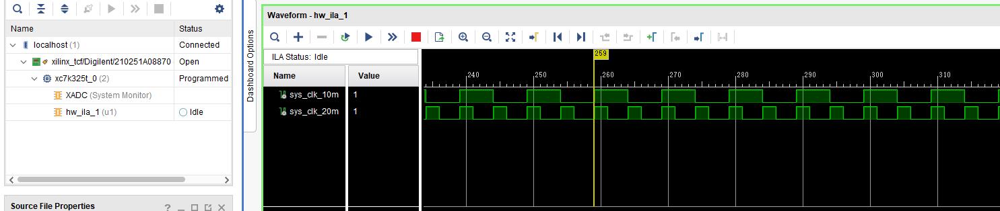 Name Status
localhost (1) Connected
xilinx_tcf/Digilent/210251A08870 Open
xc7k325t_0 (2) Programmed
XADC (System Monitor)
hw_ila_1 (u1) Idle
Source File Properties
?
Dashboard Options
Waveform - hw_ila_1
ILA Status: Idle
Name Value
sys_clk_10m 1
sys_clk_20m 1
259
240 250 260 270 280 290 300 310